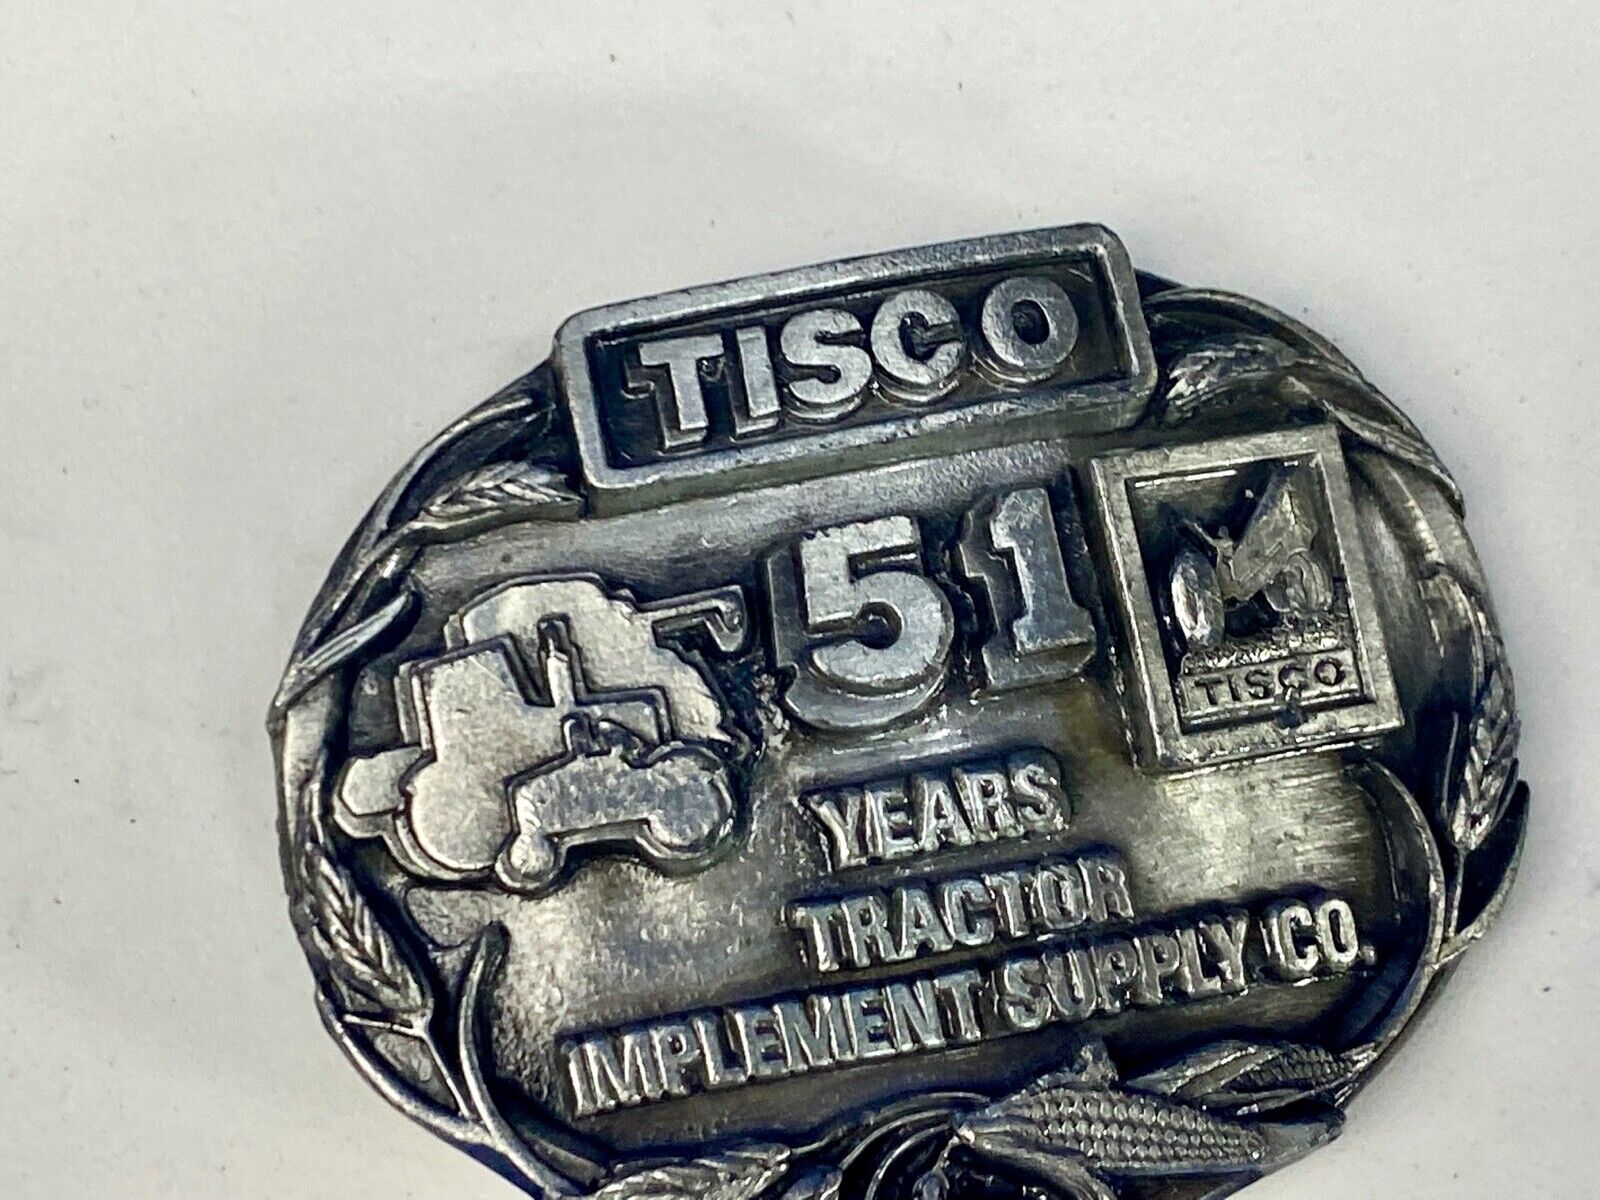 TISCO
51
TISCO
YEARS
TRACTOR
IMPLEMENT SUPPLY CO.